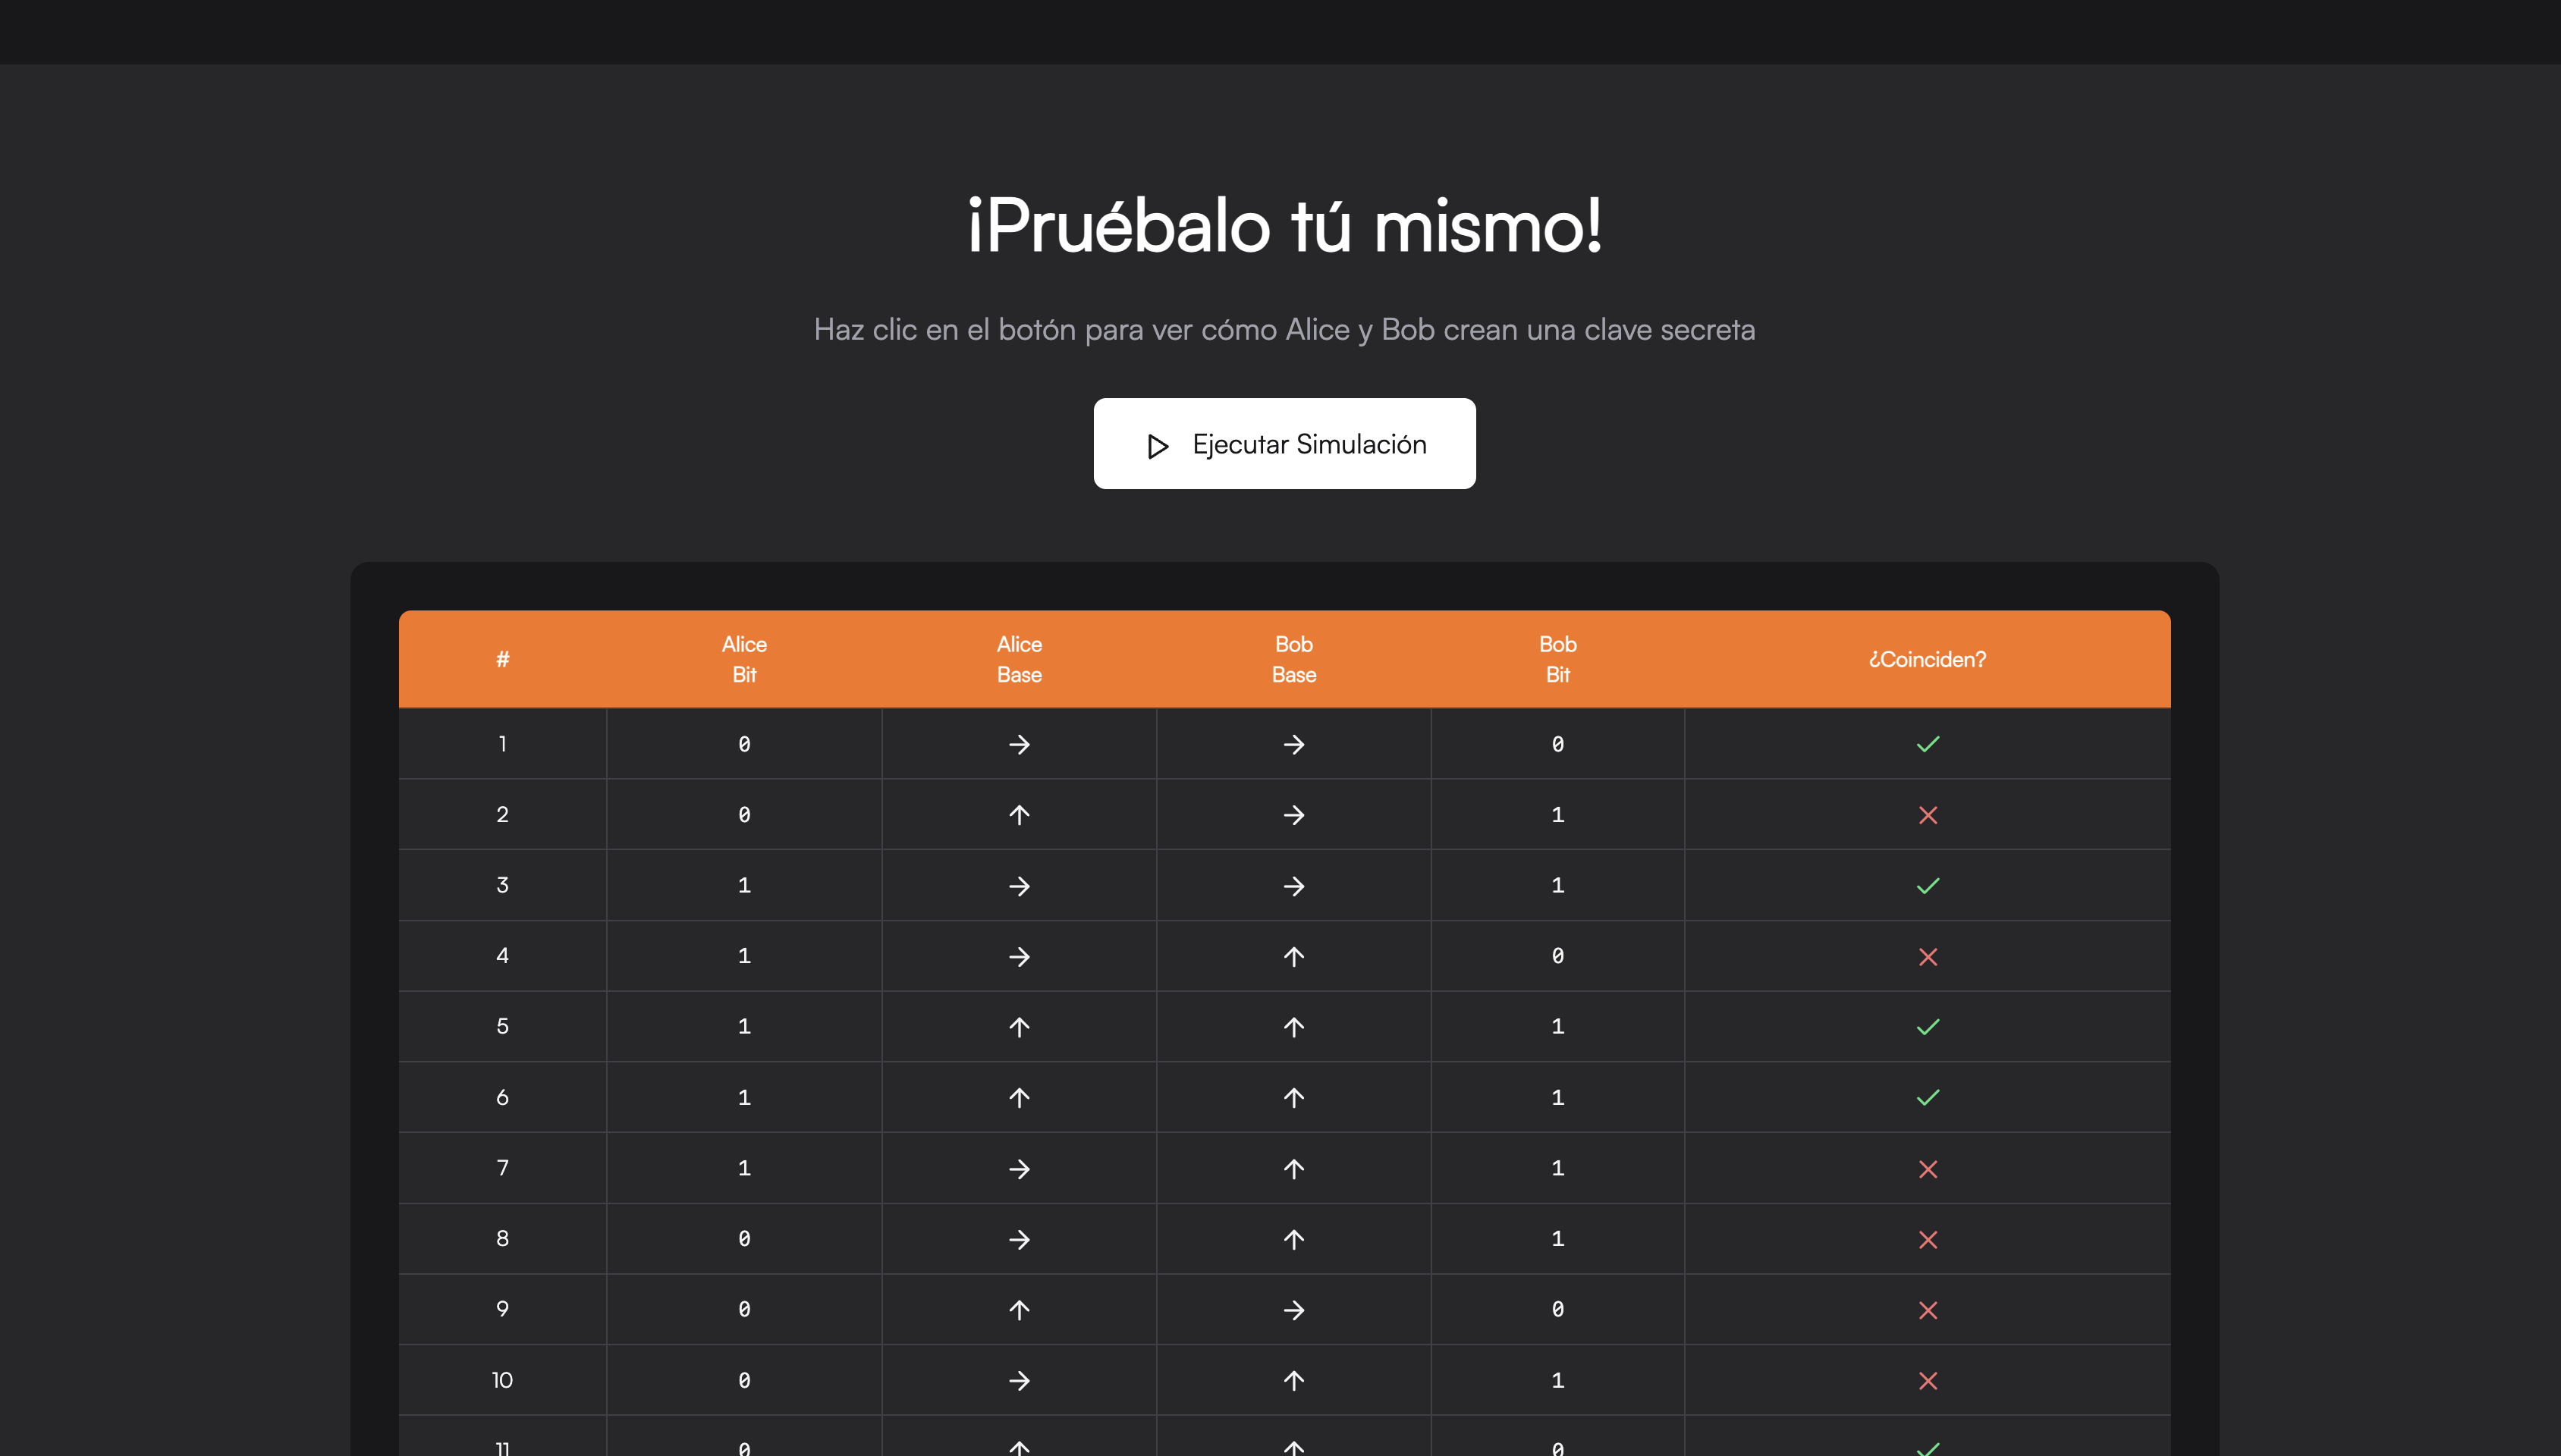 ¡Pruébalo tú mismo!
Haz clic en el botón para ver cómo Alice y Bob crean una clave secreta
Ejecutar Simulación
# Alice Bit Alice Base Bob Base Bob Bit ¿Coinciden?
1 0 → → 0 ✓
2 0 ↑ → 1 ✕
3 1 → → 1 ✓
4 1 → ↑ 0 ✕
5 1 ↑ ↑ 1 ✓
6 1 ↑ ↑ 1 ✓
7 1 → ↑ 1 ✕
8 0 → ↑ 1 ✕
9 0 ↑ → 0 ✕
10 0 → ↑ 1 ✕
11 0 ↑ ↑ 0 ✓